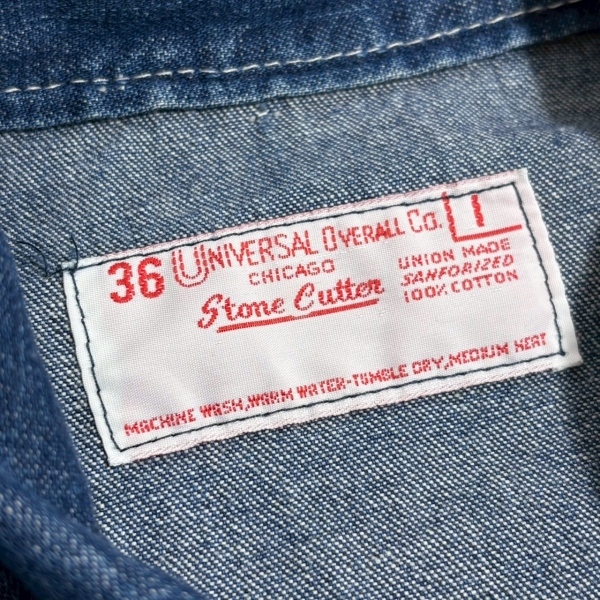 36 UNIVERSAL OVERALL CO.
CHICAGO
Stone Cutter
UNION MADE
SANFORIZED
100% COTTON
MACHINE WASH, WARM WATER-TUMBLE DRY, MEDIUM HEAT